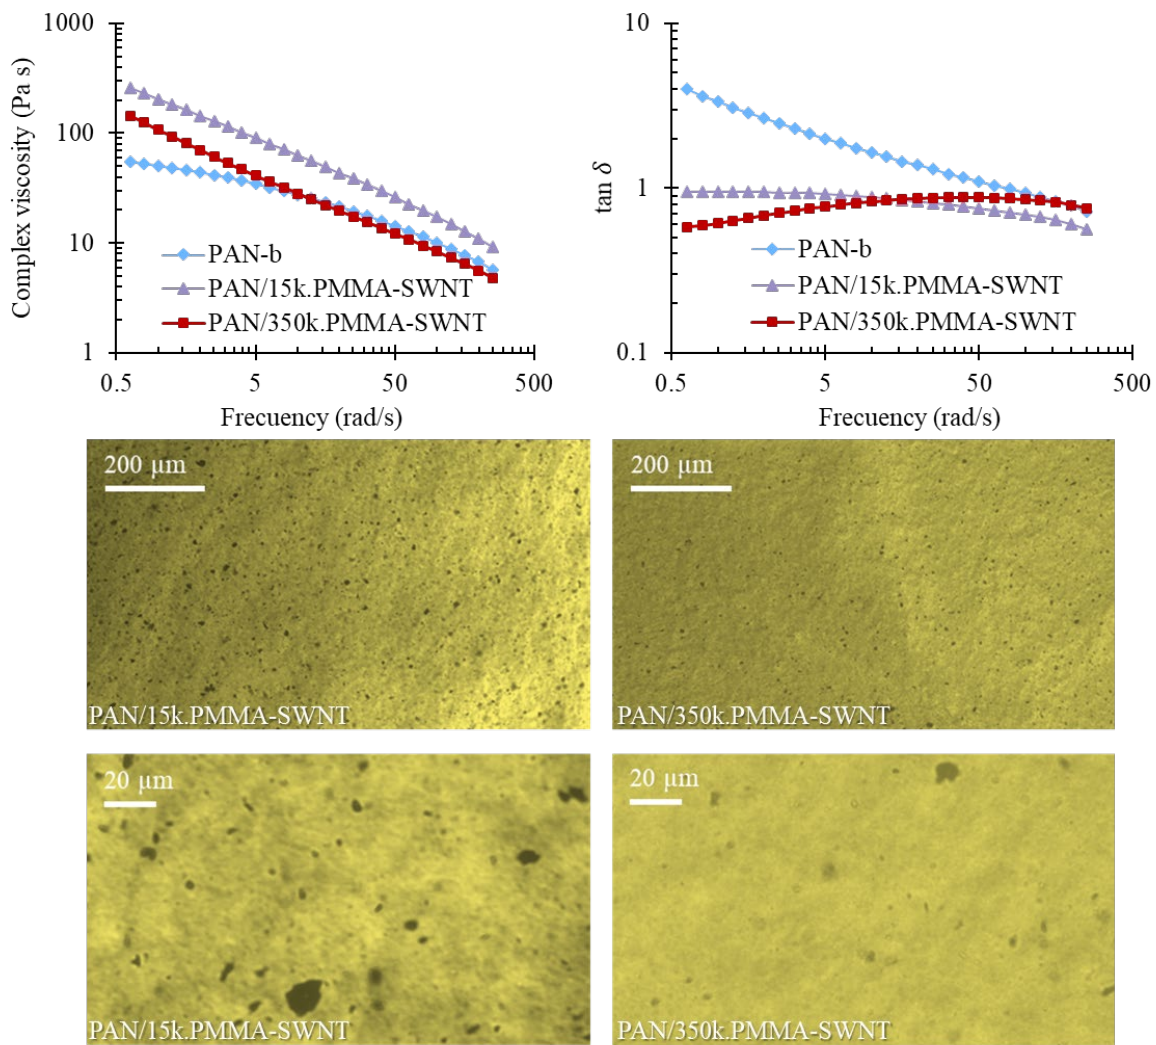 1000
100
10
1
Complex viscosity (Pa s)
PAN-b
PAN/15k.PMMA-SWNT
PAN/350k.PMMA-SWNT
0.5
5
50
500
Frecuency (rad/s)
10
1
0.1
tan δ
PAN-b
PAN/15k.PMMA-SWNT
PAN/350k.PMMA-SWNT
0.5
5
50
500
Frecuency (rad/s)
200 μm
PAN/15k.PMMA-SWNT
200 μm
PAN/350k.PMMA-SWNT
20 μm
PAN/15k.PMMA-SWNT
20 μm
PAN/350k.PMMA-SWNT